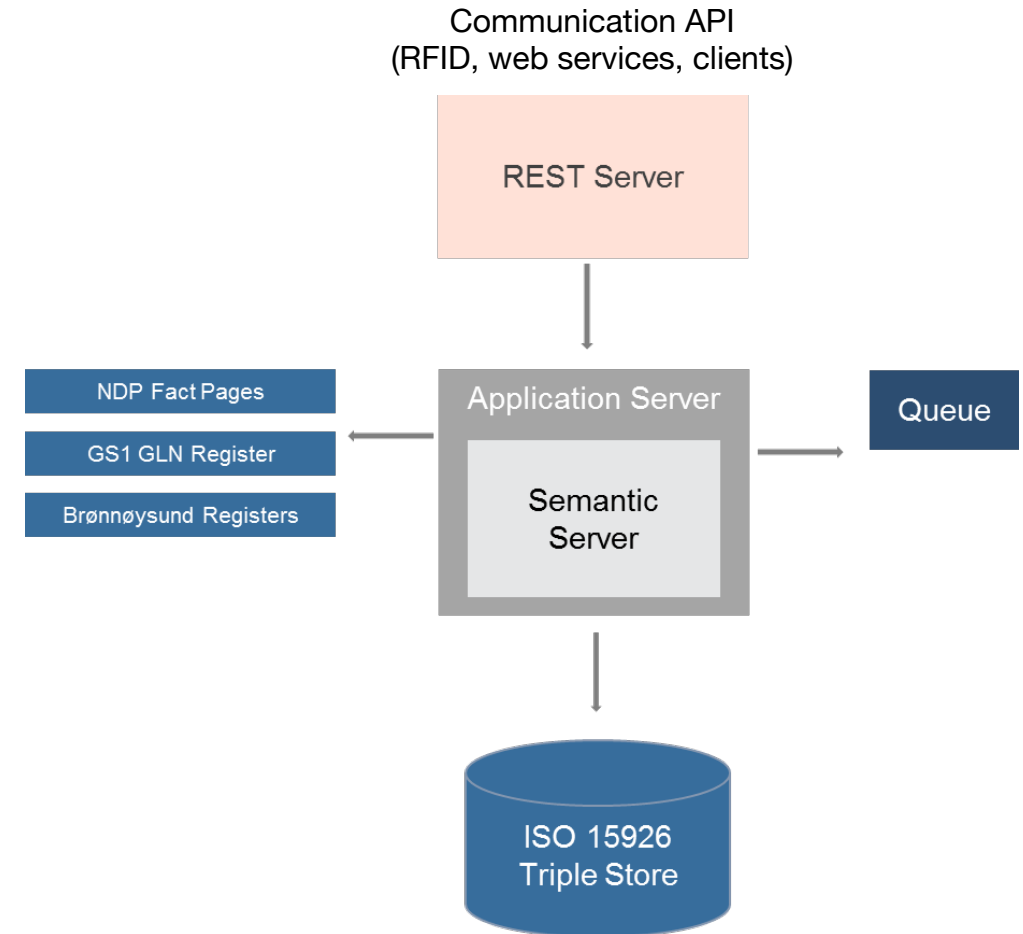 Communication API
(RFID, web services, clients)
REST Server
NDP Fact Pages
GS1 GLN Register
Brønnøysund Registers
Application Server
Semantic
Server
Queue
ISO 15926
Triple Store